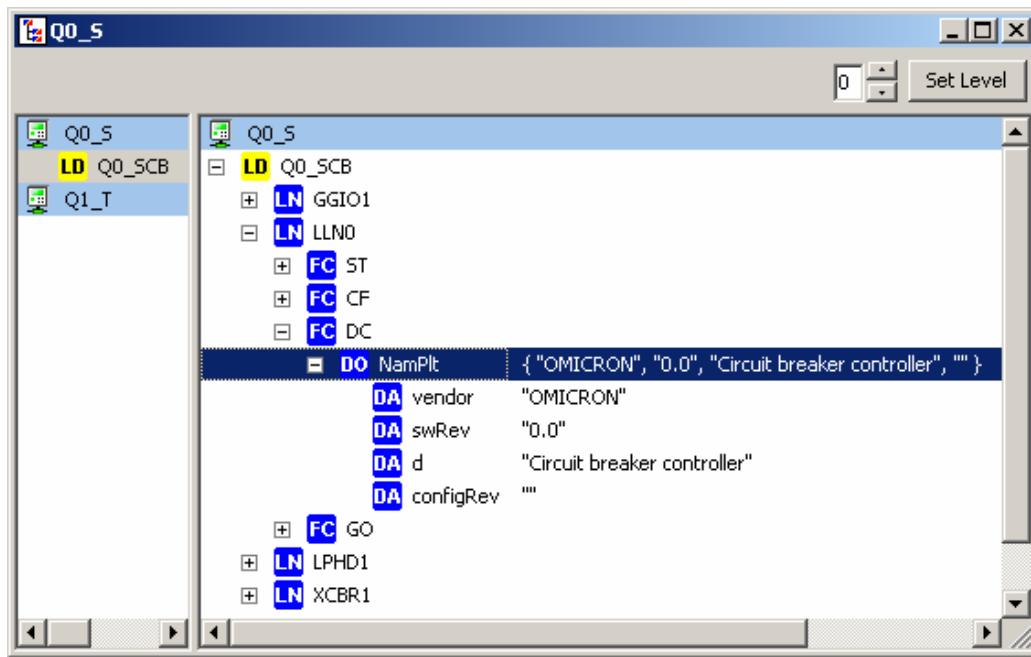 Q0_S
0 Set Level
Q0_S
LD Q0_SCB
Q1_T
Q0_S
LD Q0_SCB
LN GGIO1
LN LLN0
FC ST
FC CF
FC DC
DO NamPlt { "OMICRON", "0.0", "Circuit breaker controller", "" }
DA vendor "OMICRON"
DA swRev "0.0"
DA d "Circuit breaker controller"
DA configRev ""
FC GO
LN LPHD1
LN XCBR1